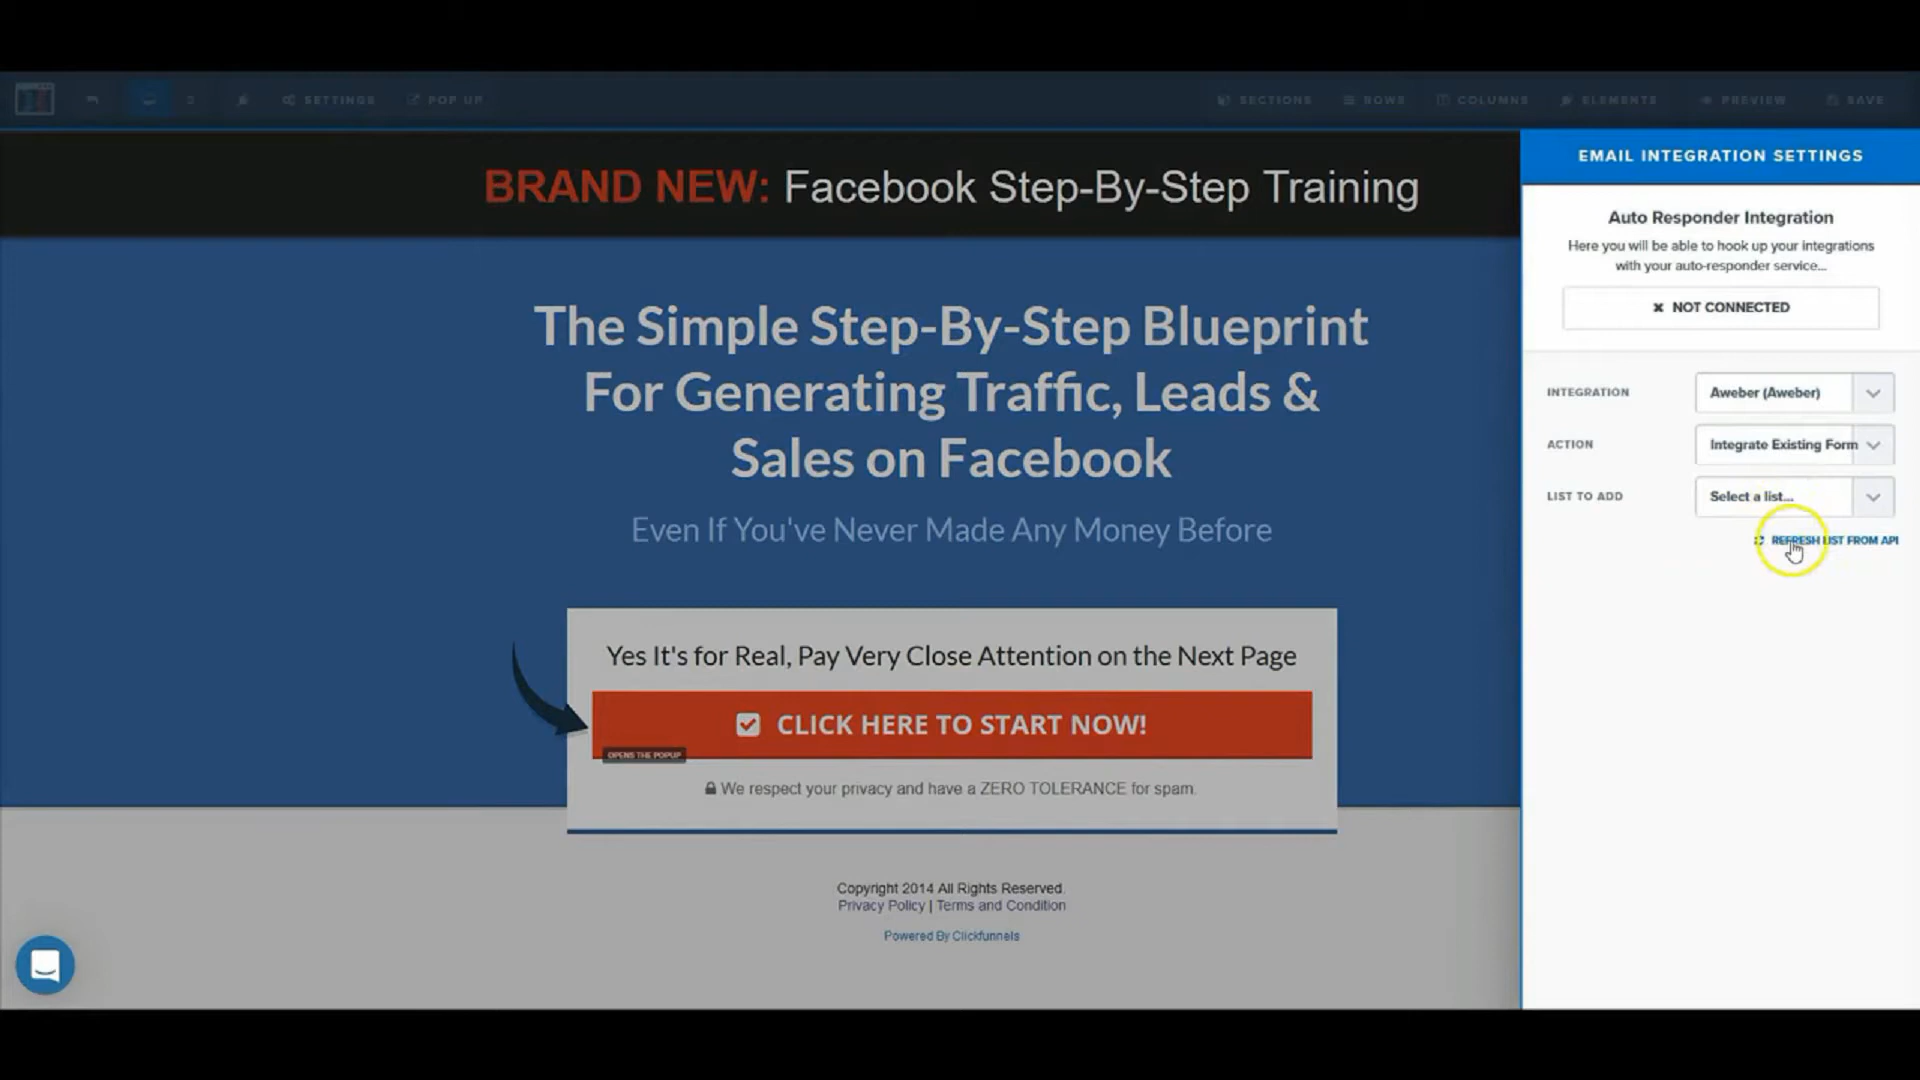 SETTINGS
POP UP
SECTIONS
ROWS
COLUMNS
ELEMENTS
PREVIEW
SAVE
BRAND NEW: Facebook Step-By-Step Training
The Simple Step-By-Step Blueprint
For Generating Traffic, Leads &
Sales on Facebook
Even If You've Never Made Any Money Before
Yes It's for Real, Pay Very Close Attention on the Next Page
CLICK HERE TO START NOW!
OPENS THE POPUP
We respect your privacy and have a ZERO TOLERANCE for spam.
Copyright 2014 All Rights Reserved.
Privacy Policy | Terms and Condition
Powered By Clickfunnels
EMAIL INTEGRATION SETTINGS
Auto Responder Integration
Here you will be able to hook up your integrations
with your auto-responder service...
NOT CONNECTED
INTEGRATION
Aweber (Aweber)
ACTION
Integrate Existing Form
LIST TO ADD
Select a list...
REFRESH LIST FROM API